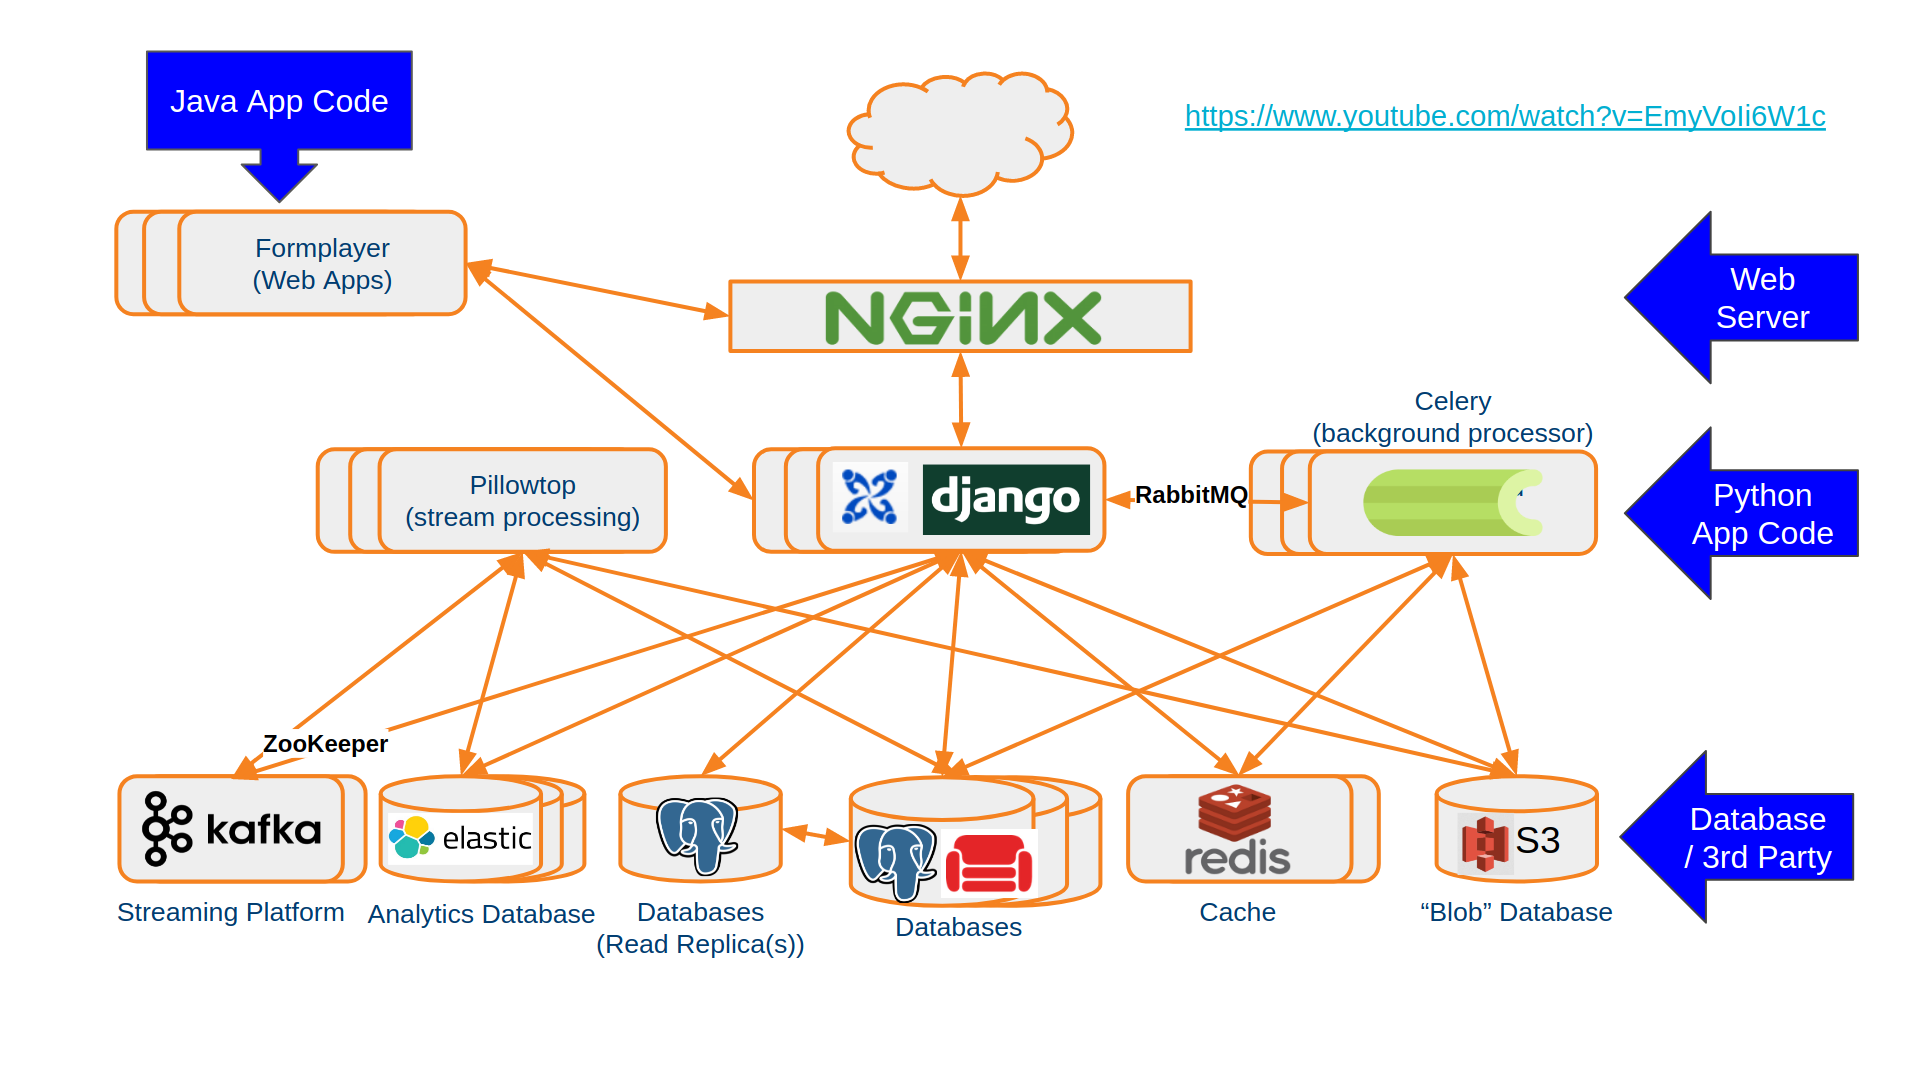 Java App Code
https://www.youtube.com/watch?v=EmyVoIi6W1c
Formplayer
(Web Apps)
NGINX
Web
Server
Celery
(background processor)
Pillowtop
(stream processing)
django
RabbitMQ
Python
App Code
ZooKeeper
kafka
elastic
redis
S3
Database
/ 3rd Party
Streaming Platform
Analytics Database
Databases
(Read Replica(s))
Databases
Cache
“Blob” Database